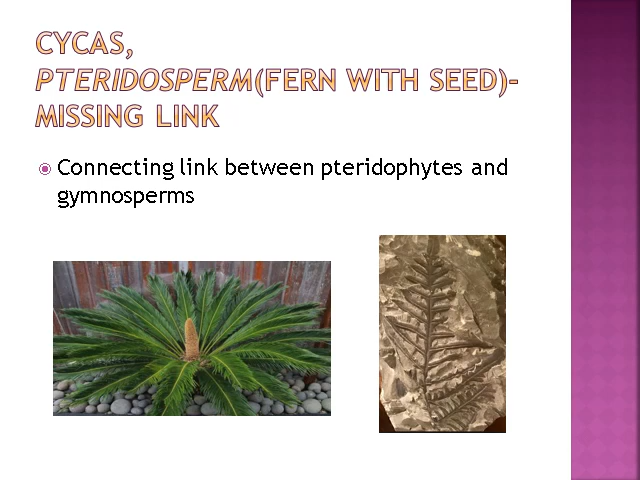 CYCAS,
PTERIDOSPERM(FERN WITH SEED)-
MISSING LINK
Connecting link between pteridophytes and
gymnosperms